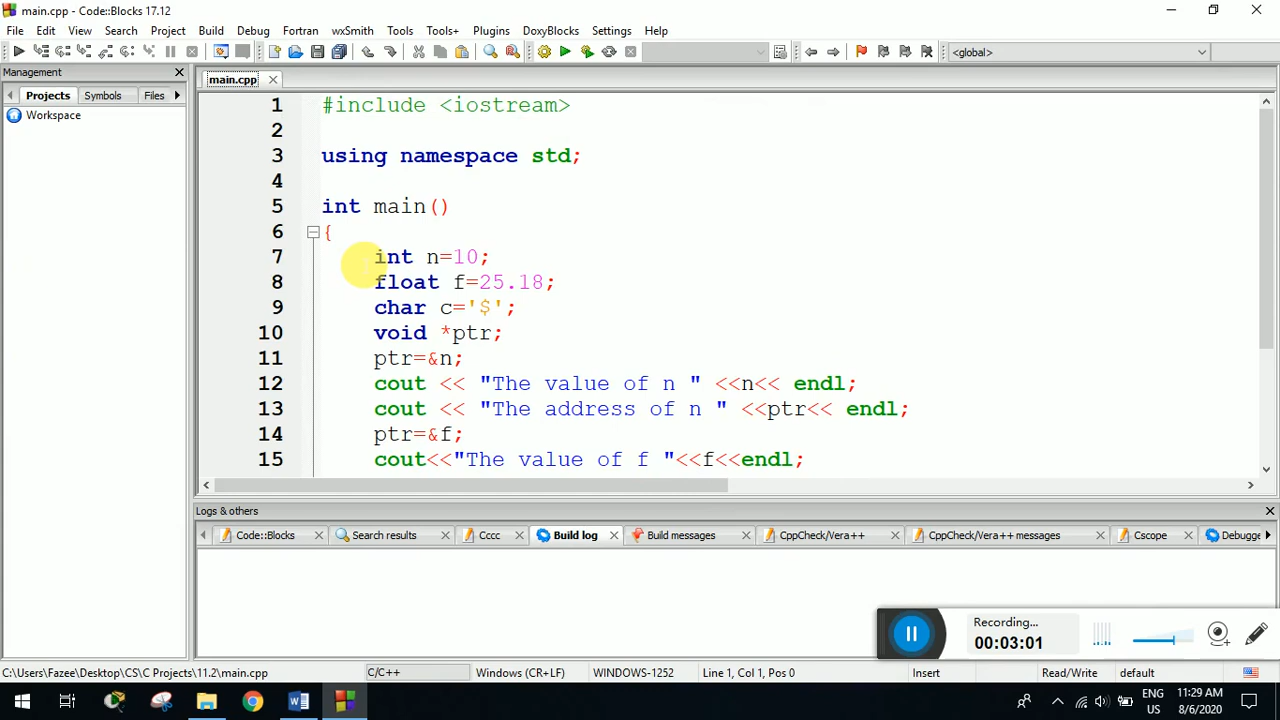 main.cpp - Code::Blocks 17.12
File Edit View Search Project Build Debug Fortran wxSmith Tools Tools+ Plugins DoxyBlocks Settings Help
<global>
Management
main.cpp
Projects Symbols Files
Workspace
1 #include <iostream>
2
3 using namespace std;
4
5 int main()
6 {
7 int n=10;
8 float f=25.18;
9 char c='$';
10 void *ptr;
11 ptr=&n;
12 cout << "The value of n " <<n<< endl;
13 cout << "The address of n " <<ptr<< endl;
14 ptr=&f;
15 cout<<"The value of f "<<f<<endl;
Logs & others
Code::Blocks Search results Cccc Build log Build messages CppCheck/Vera++ CppCheck/Vera++ messages Cscope Debugge
Recording...
00:03:01
C:\Users\Fazee\Desktop\CS\C Projects\11.2\main.cpp C/C++ Windows (CR+LF) WINDOWS-1252 Line 1, Col 1, Pos 0 Insert Read/Write default
ENG 11:29 AM
US 8/6/2020